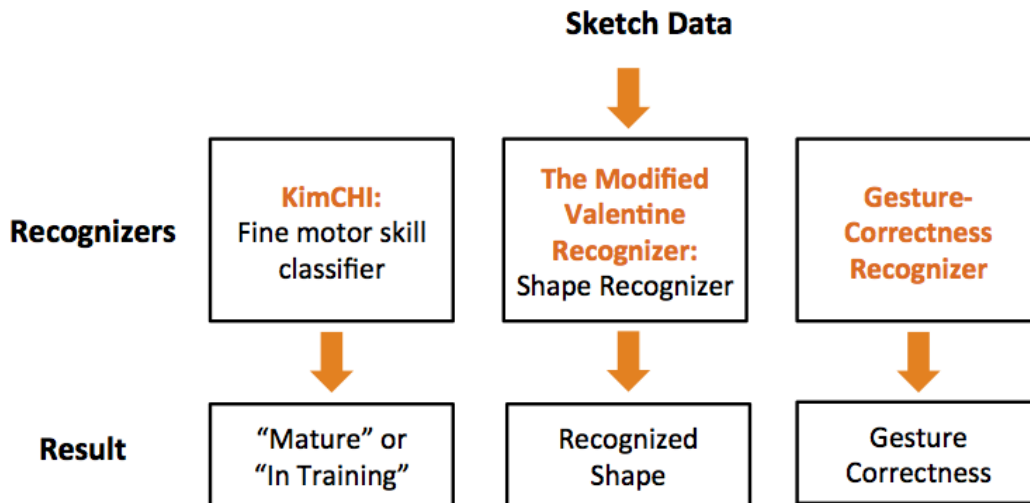 Sketch Data
Recognizers
KimCHI:
Fine motor skill
classifier
The Modified
Valentine
Recognizer:
Shape Recognizer
Gesture-
Correctness
Recognizer
Result
“Mature” or
“In Training”
Recognized
Shape
Gesture
Correctness